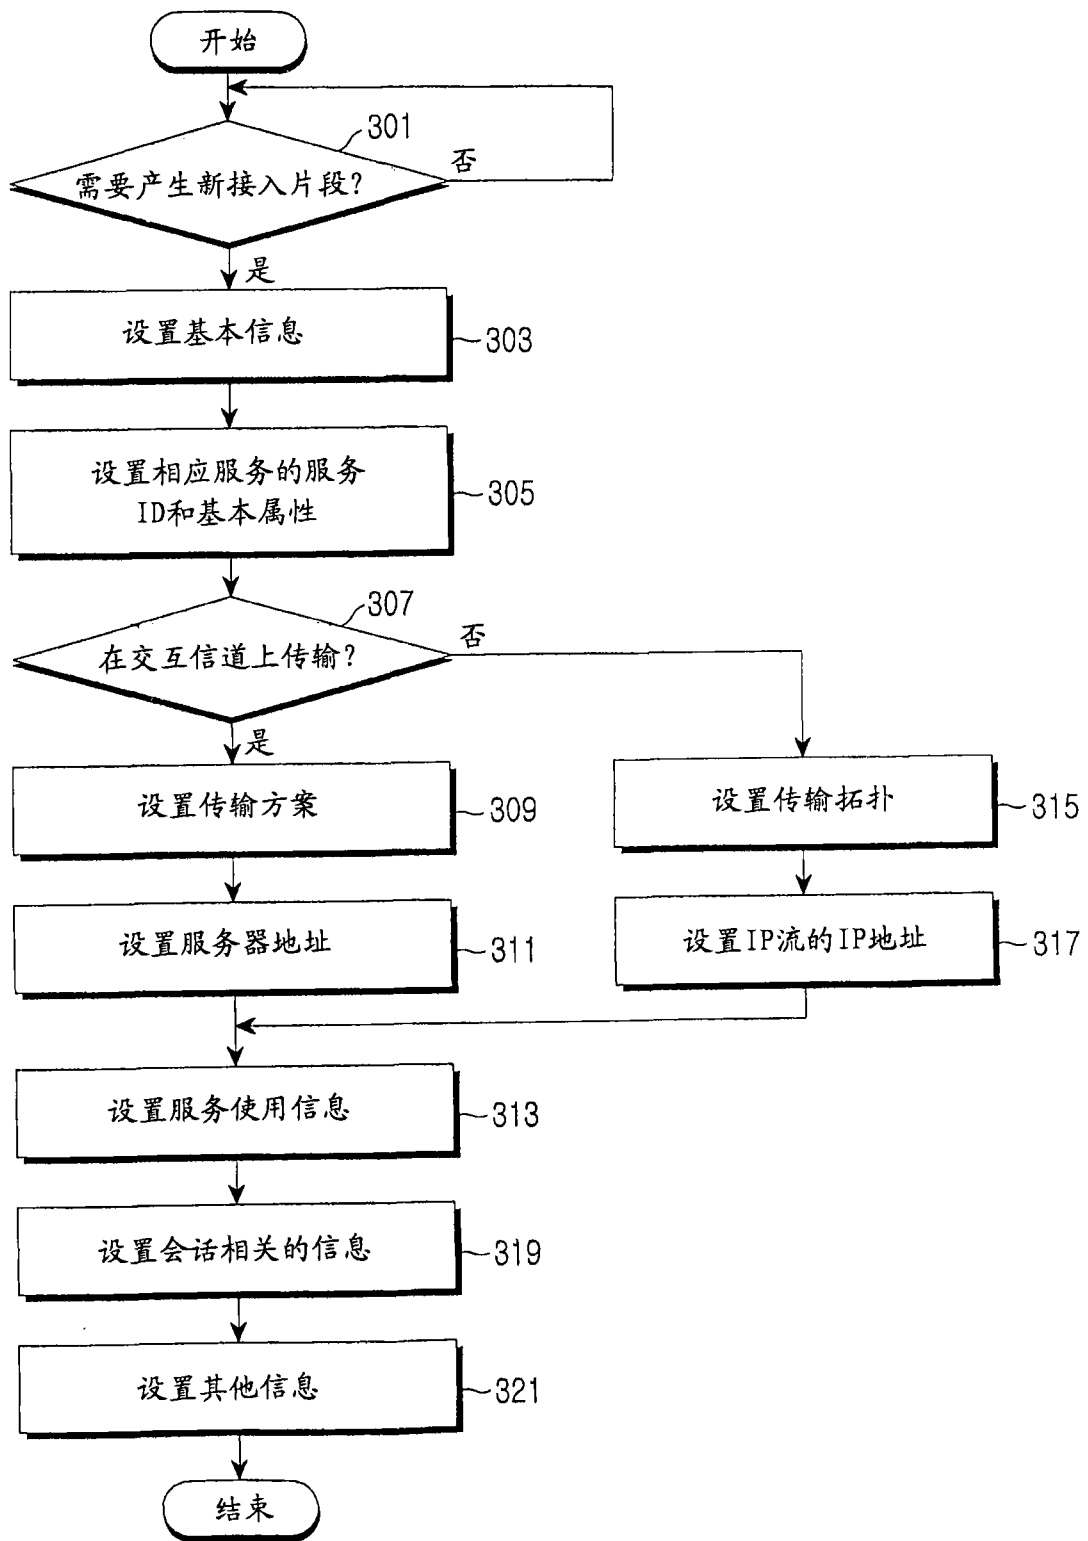 开始
301
否
需要产生新接入片段?
是
设置基本信息
303
设置相应服务的服务
ID和基本属性
305
307
否
在交互信道上传输?
是
设置传输方案
309
设置传输拓扑
315
设置服务器地址
311
设置IP流的IP地址
317
设置服务使用信息
313
设置会话相关的信息
319
设置其他信息
321
结束